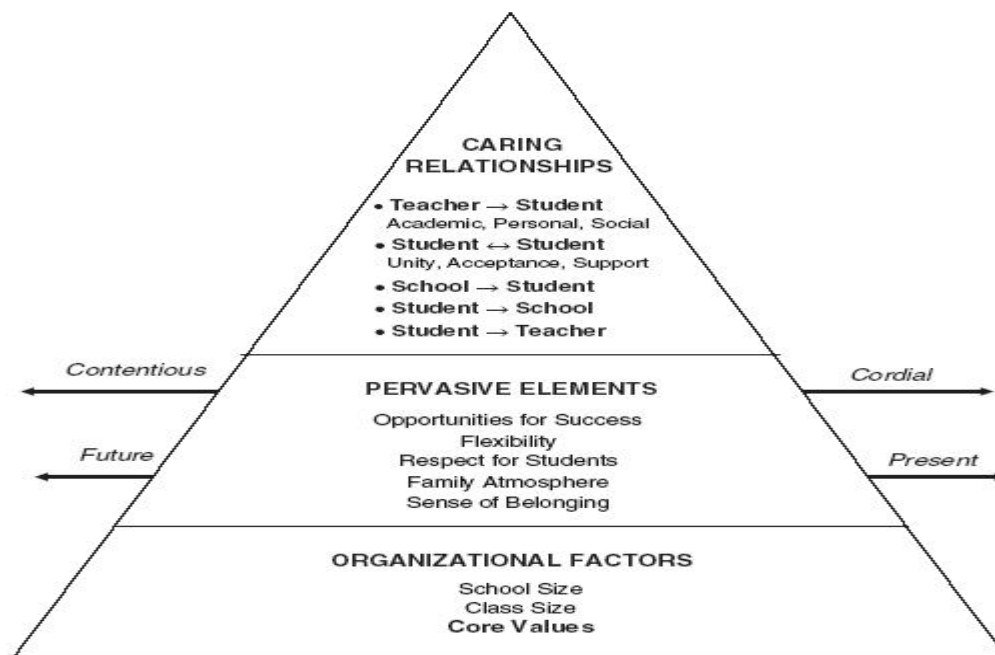 CARING
RELATIONSHIPS
• Teacher → Student
Academic, Personal, Social
• Student ↔ Student
Unity, Acceptance, Support
• School → Student
• Student → School
• Student → Teacher
Contentious
Cordial
PERVASIVE ELEMENTS
Opportunities for Success
Flexibility
Future
Respect for Students
Present
Family Atmosphere
Sense of Belonging
ORGANIZATIONAL FACTORS
School Size
Class Size
Core Values